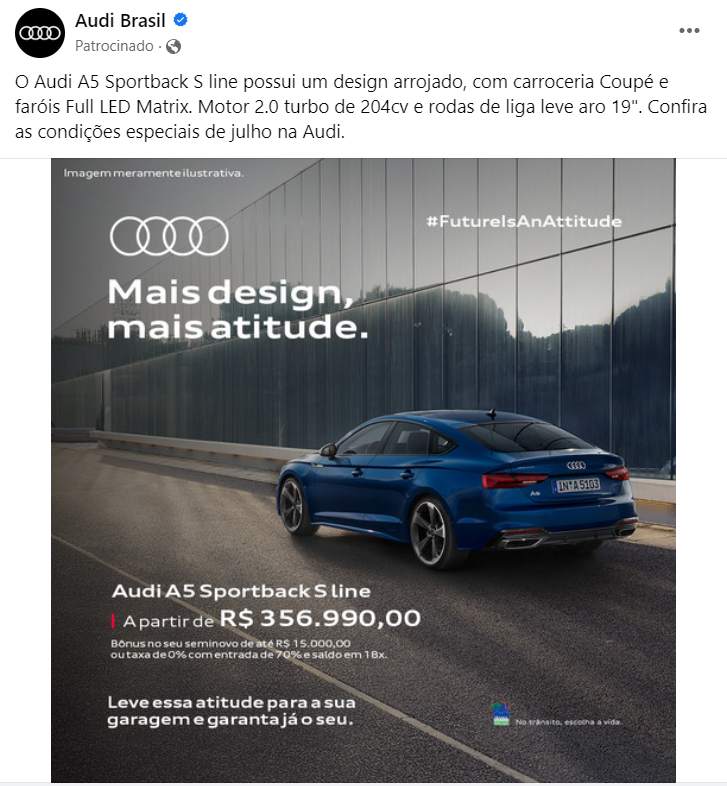 Audi Brasil
Patrocinado ·
O Audi A5 Sportback S line possui um design arrojado, com carroceria Coupé e
faróis Full LED Matrix. Motor 2.0 turbo de 204cv e rodas de liga leve aro 19". Confira
as condições especiais de julho na Audi.
Imagem meramente ilustrativa.
#FutureIsAnAttitude
Mais design,
mais atitude.
A5
IN A 5103
Audi A5 Sportback S line
A partir de R$ 356.990,00
Bônus no seu seminovo de até R$ 15.000,00
ou taxa de 0% com entrada de 70% e saldo em 18x.
Leve essa atitude para a sua
garagem e garanta já o seu.
No trânsito, escolha a vida.